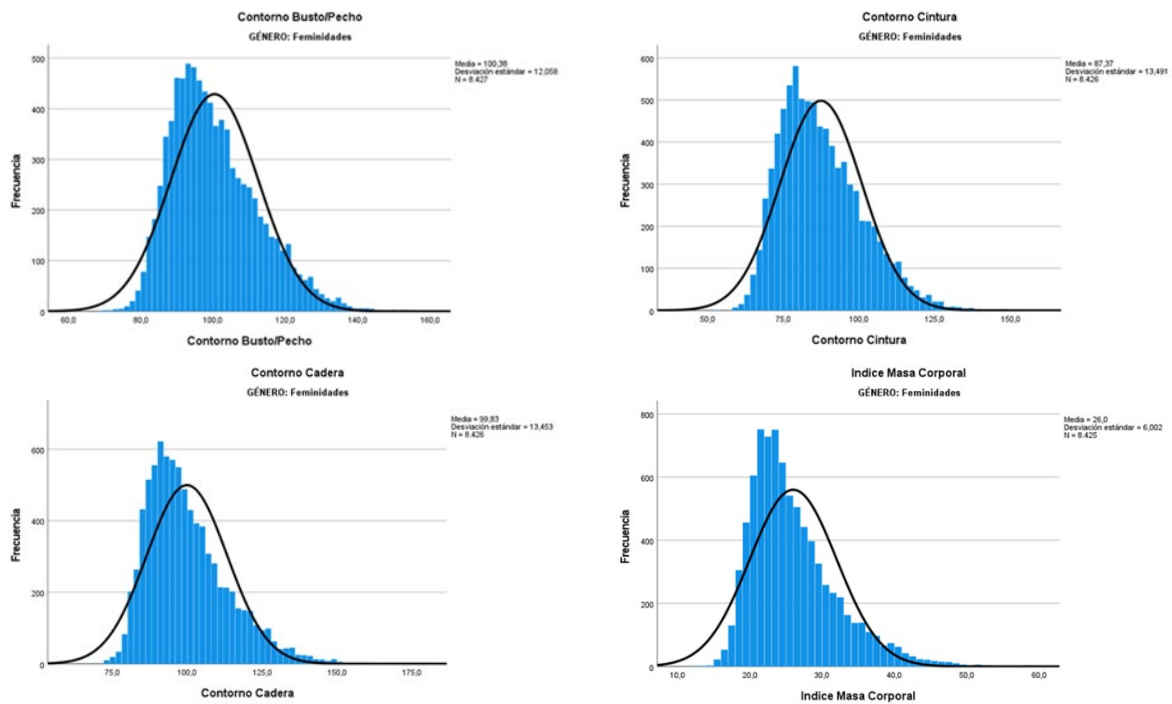 Contorno Busto/Pecho
GÉNERO: Feminidades
Media = 100,38
Desviación estándar = 12,058
N = 8.427
Frecuencia
500
400
300
200
100
0
60,0 80,0 100,0 120,0 140,0 160,0
Contorno Busto/Pecho
Contorno Cintura
GÉNERO: Feminidades
Media = 87,37
Desviación estándar = 13,491
N = 8.426
Frecuencia
600
500
400
300
200
100
0
50,0 75,0 100,0 125,0 150,0
Contorno Cintura
Contorno Cadera
GÉNERO: Feminidades
Media = 99,83
Desviación estándar = 13,453
N = 8.426
Frecuencia
600
400
200
0
75,0 100,0 125,0 150,0 175,0
Contorno Cadera
Indice Masa Corporal
GÉNERO: Feminidades
Media = 26,0
Desviación estándar = 6,002
N = 8.425
Frecuencia
800
600
400
200
0
10,0 20,0 30,0 40,0 50,0 60,0
Indice Masa Corporal